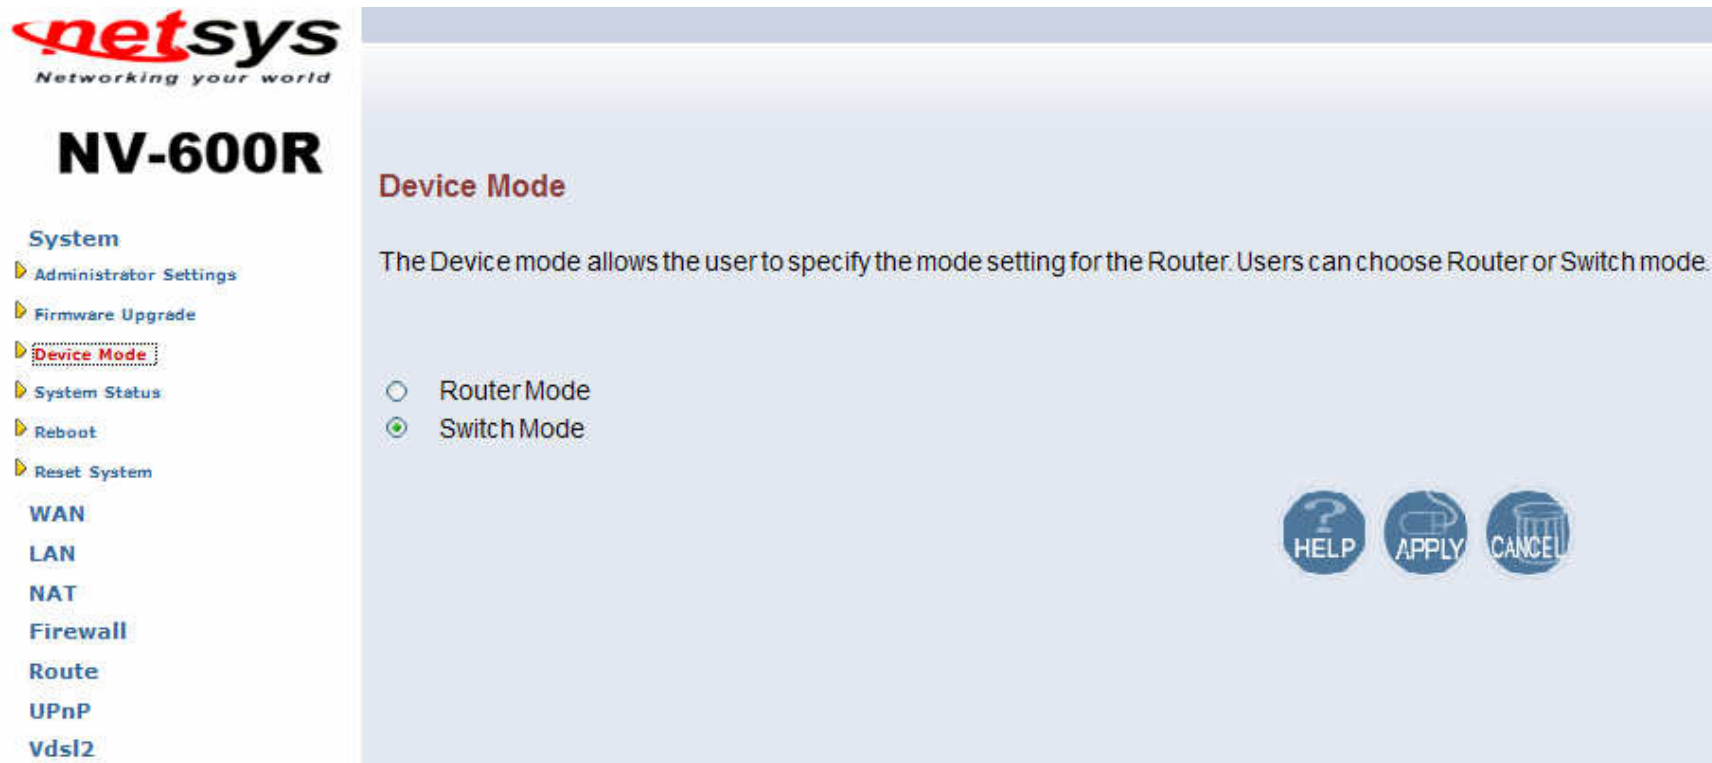 netsys
Networking your world
NV-600R
System
Administrator Settings
Firmware Upgrade
Device Mode
System Status
Reboot
Reset System
WAN
LAN
NAT
Firewall
Route
UPnP
Vdsl2
Device Mode
The Device mode allows the user to specify the mode setting for the Router. Users can choose Router or Switch mode.
Router Mode
Switch Mode
HELP APPLY CANCEL